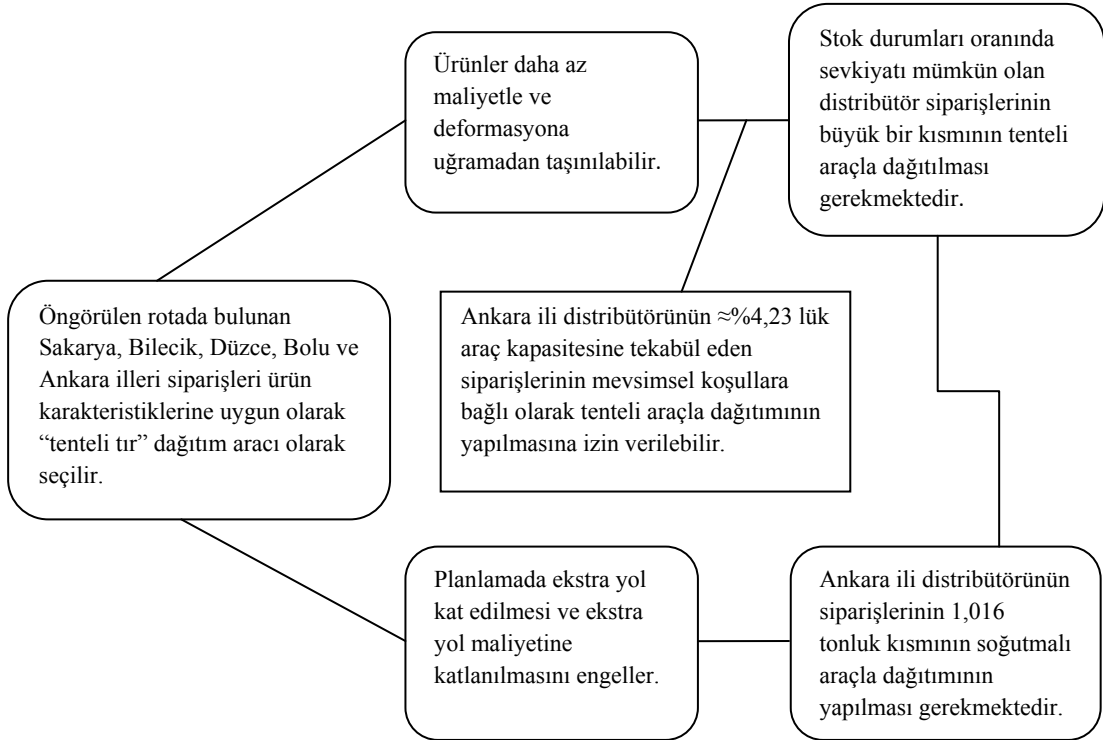 Ürünler daha az
maliyetle ve
deformasyona
uğramadan taşınılabilir.
Stok durumları oranında
sevkiyatı mümkün olan
distribütör siparişlerinin
büyük bir kısmının tenteli
araçla dağıtılması
gerekmektedir.
Öngörülen rotada bulunan
Sakarya, Bilecik, Düzce, Bolu ve
Ankara illeri siparişleri ürün
karakteristiklerine uygun olarak
“tenteli tır” dağıtım aracı olarak
seçilir.
Ankara ili distribütörünün ≈%4,23 lük
araç kapasitesine tekabül eden
siparişlerinin mevsimsel koşullara
bağlı olarak tenteli araçla dağıtımının
yapılmasına izin verilebilir.
Planlamada ekstra yol
kat edilmesi ve ekstra
yol maliyetine
katlanılmasını engeller.
Ankara ili distribütörünün
siparişlerinin 1,016
tonluk kısmının soğutmalı
araçla dağıtımının
yapılması gerekmektedir.